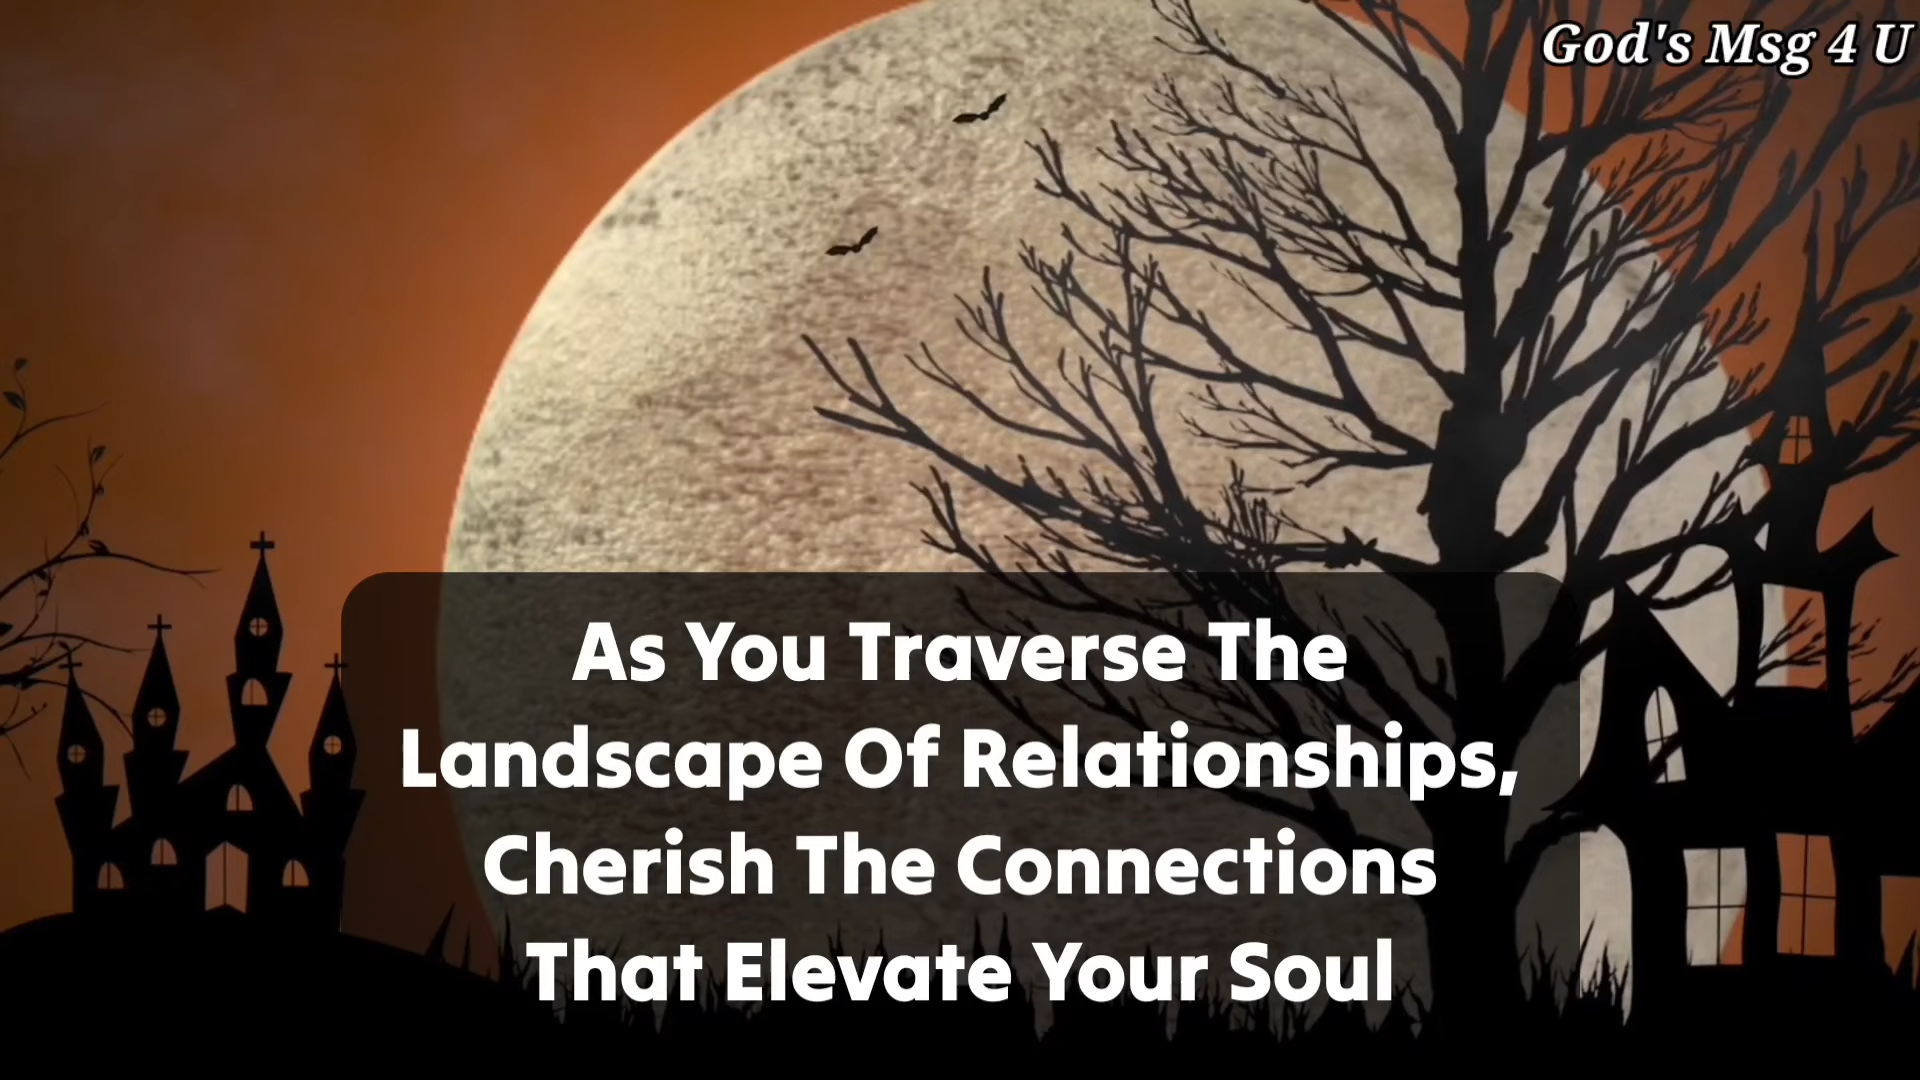 God's Msg 4 U
As You Traverse The
Landscape Of Relationships,
Cherish The Connections
That Elevate Your Soul